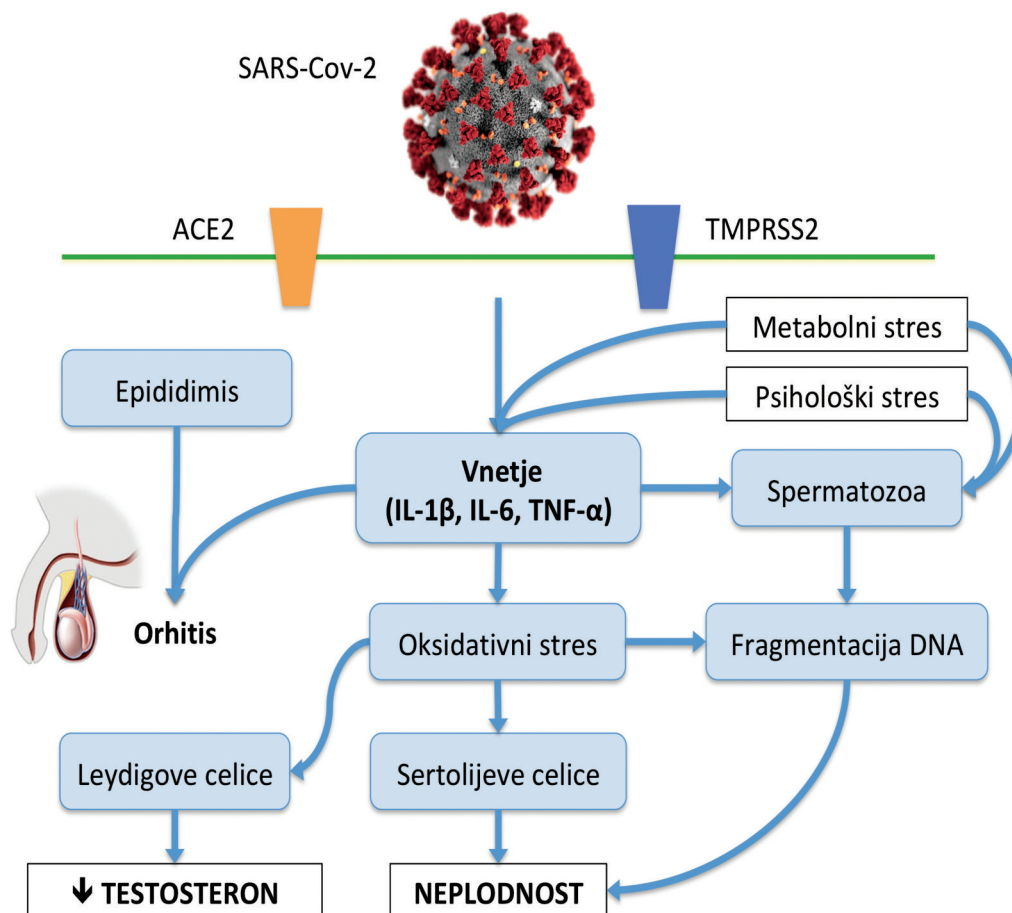 SARS-Cov-2
ACE2
TMPRSS2
Metabolni stres
Epididimis
Psihološki stres
Vnetje
(IL-1β, IL-6, TNF-α)
Spermatozoa
Orhitis
Oksidativni stres
Fragmentacija DNA
Leydigove celice
Sertolijeve celice
↓ TESTOSTERON
NEPLODNOST